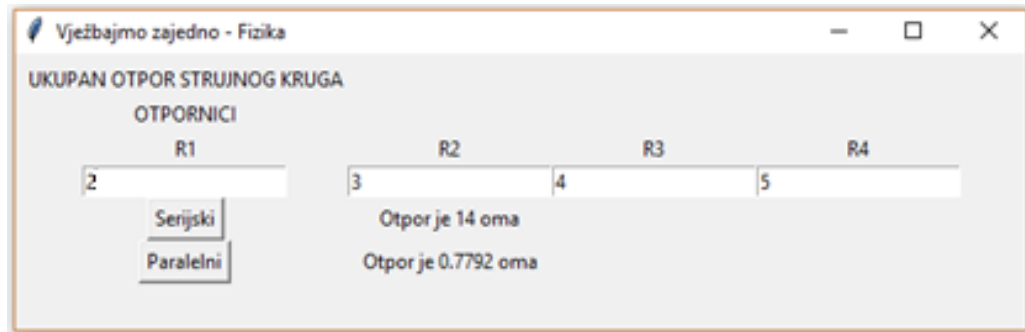 Vježbajmo zajedno - Fizika
UKUPAN OTPOR STRUJNOG KRUGA
OTPORNICI
R1 R2 R3 R4
2 3 4 5
Serijski Otpor je 14 oma
Paralelni Otpor je 0.7792 oma